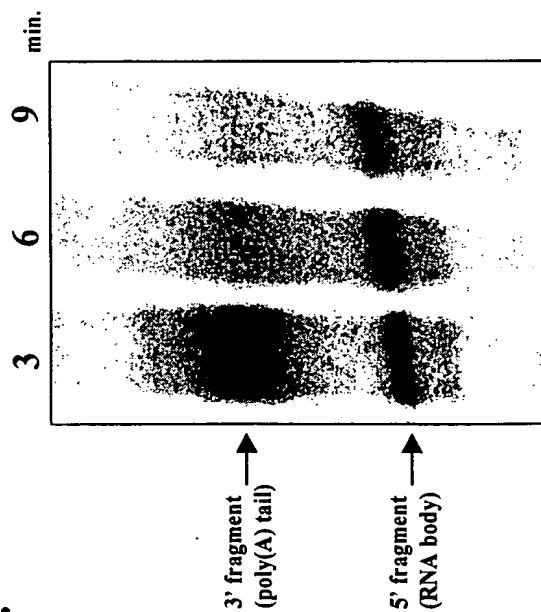 3 6 9 min.
3' fragment
(poly(A) tail)
5' fragment
(RNA body)